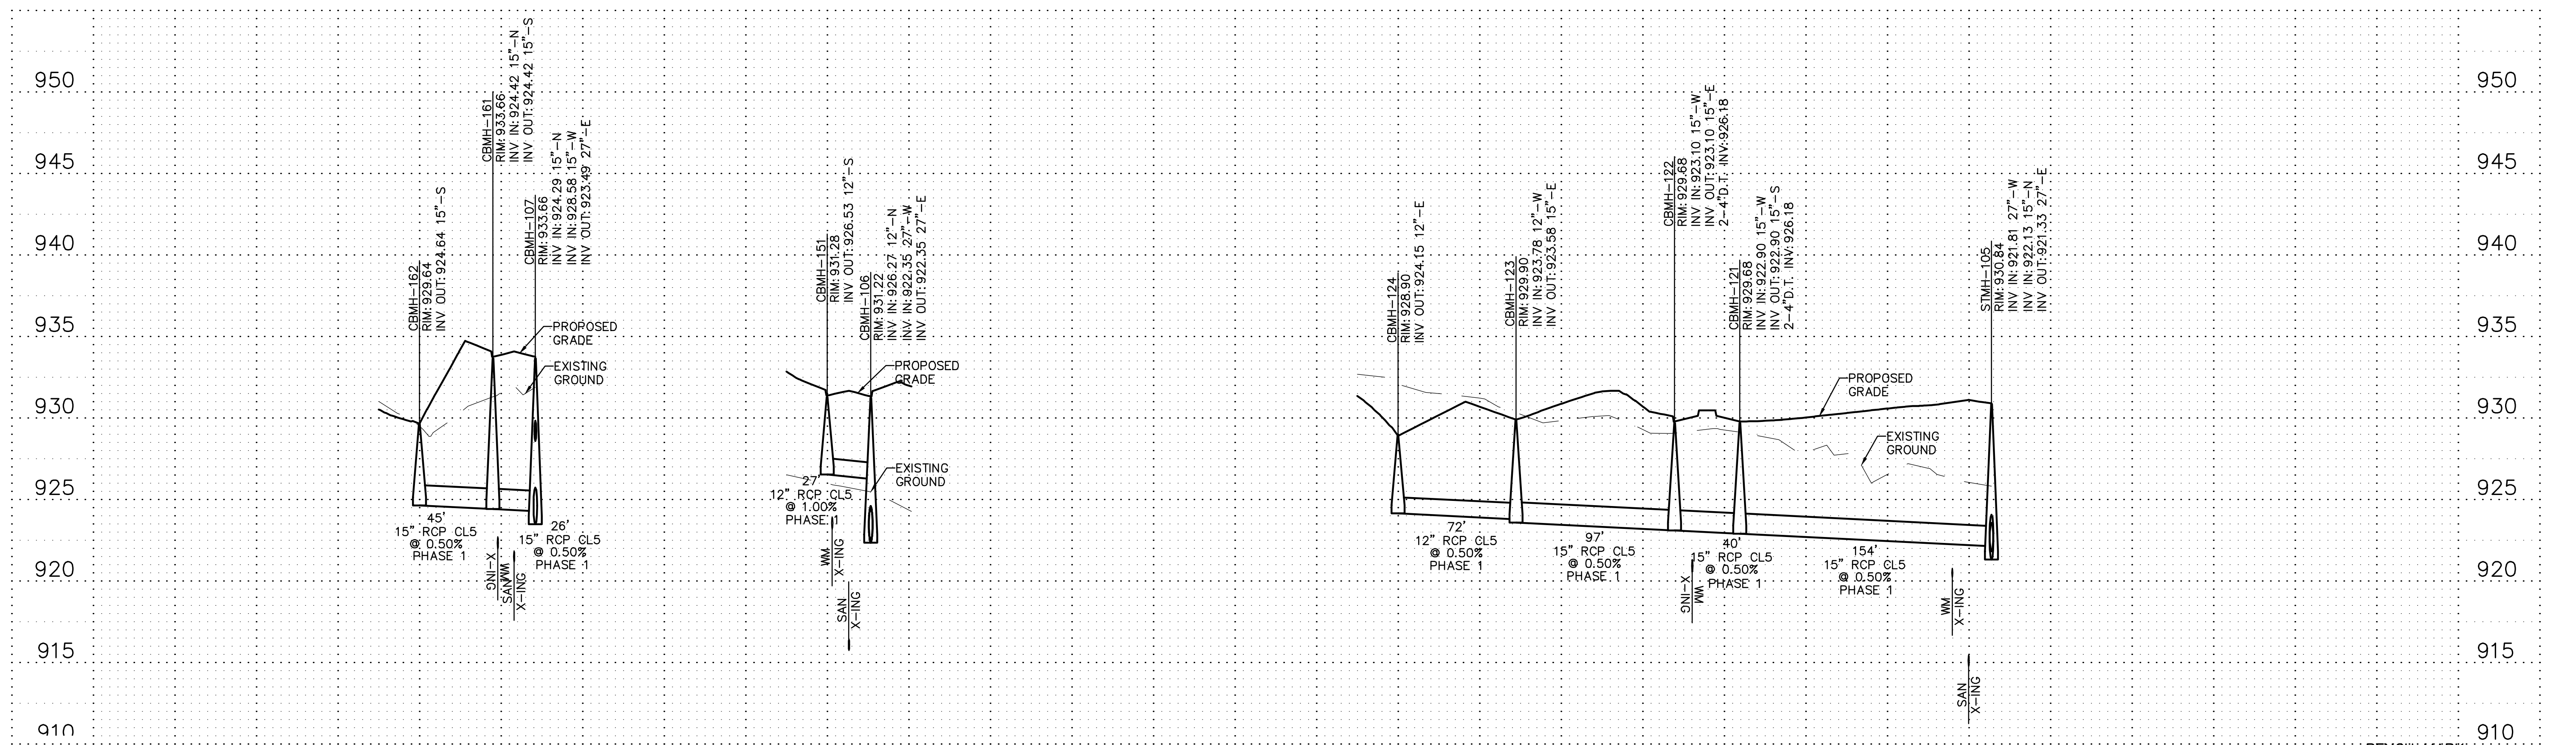 950
945
940
935
930
925
920
915
910
CBMH-162
RIM:929.64
INV OUT:924.64 15"-S
CBMH-161
RIM:933.66
INV IN:924.42 15"-N
INV OUT:924.42 15"-S
CBMH-107
RIM:933.66
INV IN:924.29 15"-N
INV IN:928.58 15"-W
INV OUT:923.49 27"-E
PROPOSED
GRADE
EXISTING
GROUND
45'
15" RCP CL5
@ 0.50%
PHASE 1
26'
15" RCP CL5
@ 0.50%
PHASE 1
X-ING
WM
SAN
X-ING
CBMH-151
RIM:931.28
INV OUT:926.53 12"-S
CBMH-106
RIM:931.22
INV IN:926.27 12"-N
INV IN:922.35 27"-W
INV OUT:922.35 27"-E
PROPOSED
GRADE
EXISTING
GROUND
27'
12" RCP CL5
@ 1.00%
PHASE 1
WM
X-ING
SAN
X-ING
CBMH-124
RIM:928.90
INV OUT:924.15 12"-E
CBMH-123
RIM:929.90
INV IN:923.78 12"-W
INV OUT:923.58 15"-E
CBMH-122
RIM:929.68
INV IN:923.10 15"-W
INV OUT:923.10 15"-E
2-4"D.T. INV:926.18
CBMH-121
RIM:929.68
INV IN:922.90 15"-W
INV OUT:922.90 15"-S
2-4"D.T. INV:926.18
STMH-105
RIM:930.84
INV IN:921.81 27"-W
INV IN:922.13 15"-N
INV OUT:921.33 27"-E
PROPOSED
GRADE
EXISTING
GROUND
72'
12" RCP CL5
@ 0.50%
PHASE 1
97'
15" RCP CL5
@ 0.50%
PHASE 1
40'
15" RCP CL5
@ 0.50%
PHASE 1
154'
15" RCP CL5
@ 0.50%
PHASE 1
X-ING
WM
WM
X-ING
SAN
X-ING
950
945
940
935
930
925
920
915
910